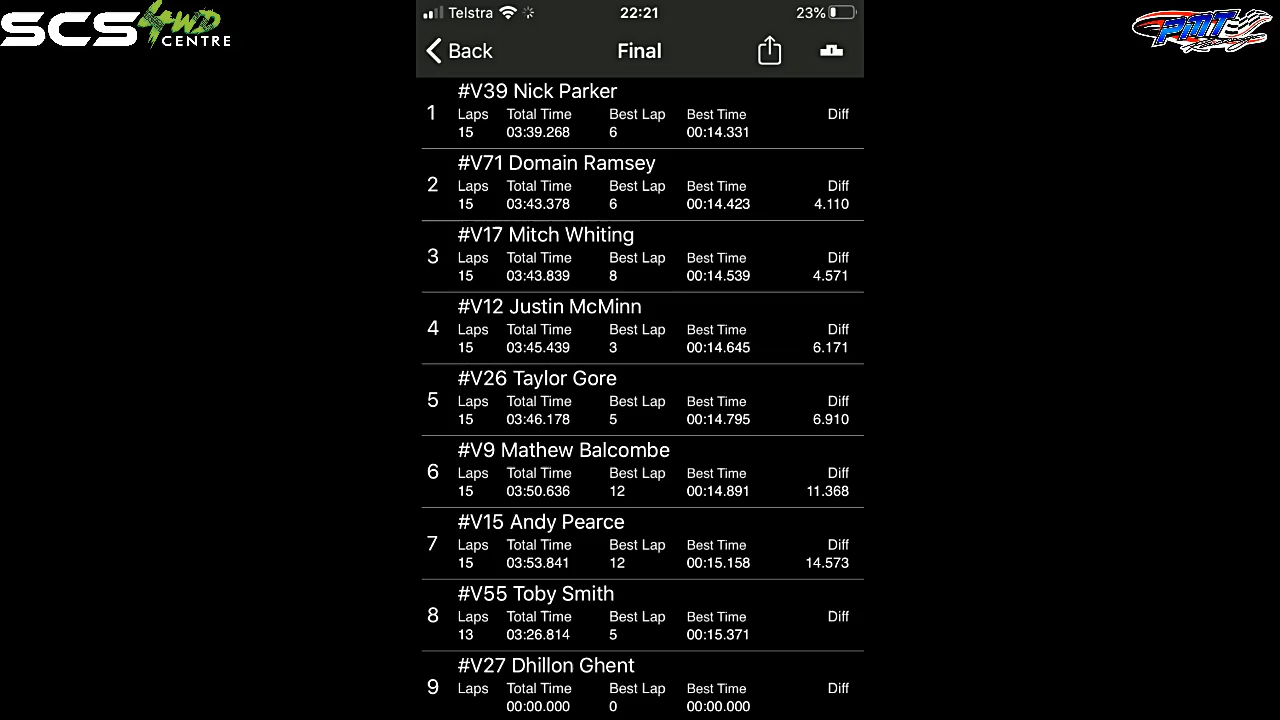 SCS 4WD CENTRE
PMTS Racing
Telstra 22:21 23%
Back Final
1 #V39 Nick Parker
Laps Total Time Best Lap Best Time Diff
15 03:39.268 6 00:14.331
2 #V71 Domain Ramsey
Laps Total Time Best Lap Best Time Diff
15 03:43.378 6 00:14.423 4.110
3 #V17 Mitch Whiting
Laps Total Time Best Lap Best Time Diff
15 03:43.839 8 00:14.539 4.571
4 #V12 Justin McMinn
Laps Total Time Best Lap Best Time Diff
15 03:45.439 3 00:14.645 6.171
5 #V26 Taylor Gore
Laps Total Time Best Lap Best Time Diff
15 03:46.178 5 00:14.795 6.910
6 #V9 Mathew Balcombe
Laps Total Time Best Lap Best Time Diff
15 03:50.636 12 00:14.891 11.368
7 #V15 Andy Pearce
Laps Total Time Best Lap Best Time Diff
15 03:53.841 12 00:15.158 14.573
8 #V55 Toby Smith
Laps Total Time Best Lap Best Time Diff
13 03:26.814 5 00:15.371
9 #V27 Dhillon Ghent
Laps Total Time Best Lap Best Time Diff
00:00.000 0 00:00.000